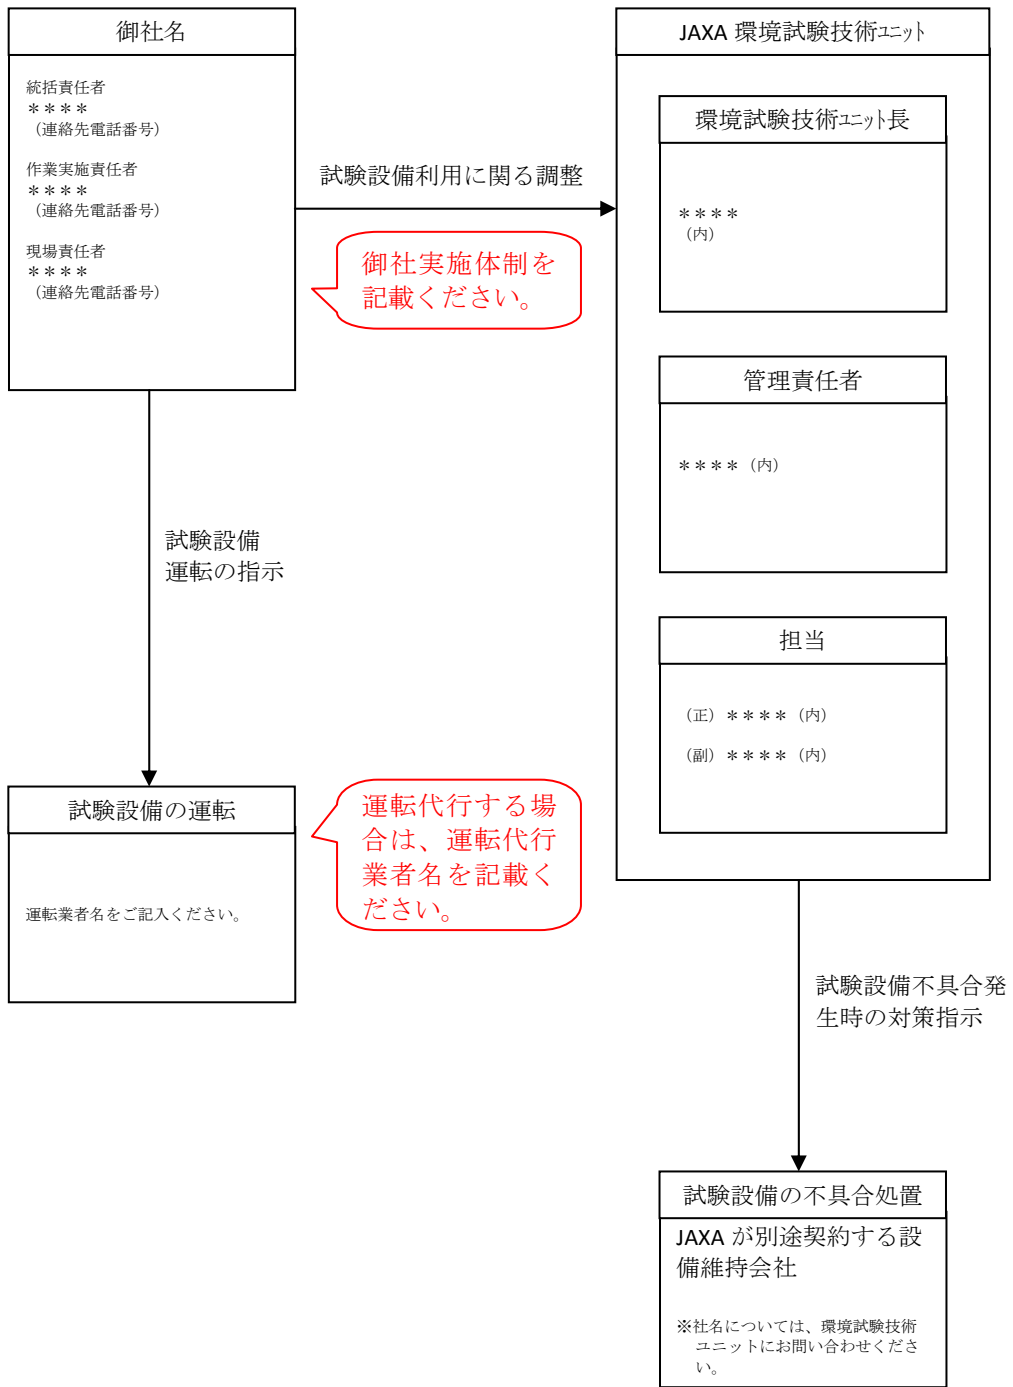 御社名
統括責任者
＊＊＊＊
（連絡先電話番号）
作業実施責任者
＊＊＊＊
（連絡先電話番号）
現場責任者
＊＊＊＊
（連絡先電話番号）
試験設備利用に関る調整
御社実施体制を
記載ください。
JAXA 環境試験技術ﾕﾆｯﾄ
環境試験技術ﾕﾆｯﾄ長
＊＊＊＊
（内）
管理責任者
＊＊＊＊（内）
担当
（正）＊＊＊＊（内）
（副）＊＊＊＊（内）
試験設備
運転の指示
試験設備の運転
運転業者名をご記入ください。
運転代行する場
合は、運転代行
業者名を記載く
ださい。
試験設備不具合発
生時の対策指示
試験設備の不具合処置
JAXA が別途契約する設
備維持会社
※社名については、環境試験技術
ユニットにお問い合わせくださ
い。